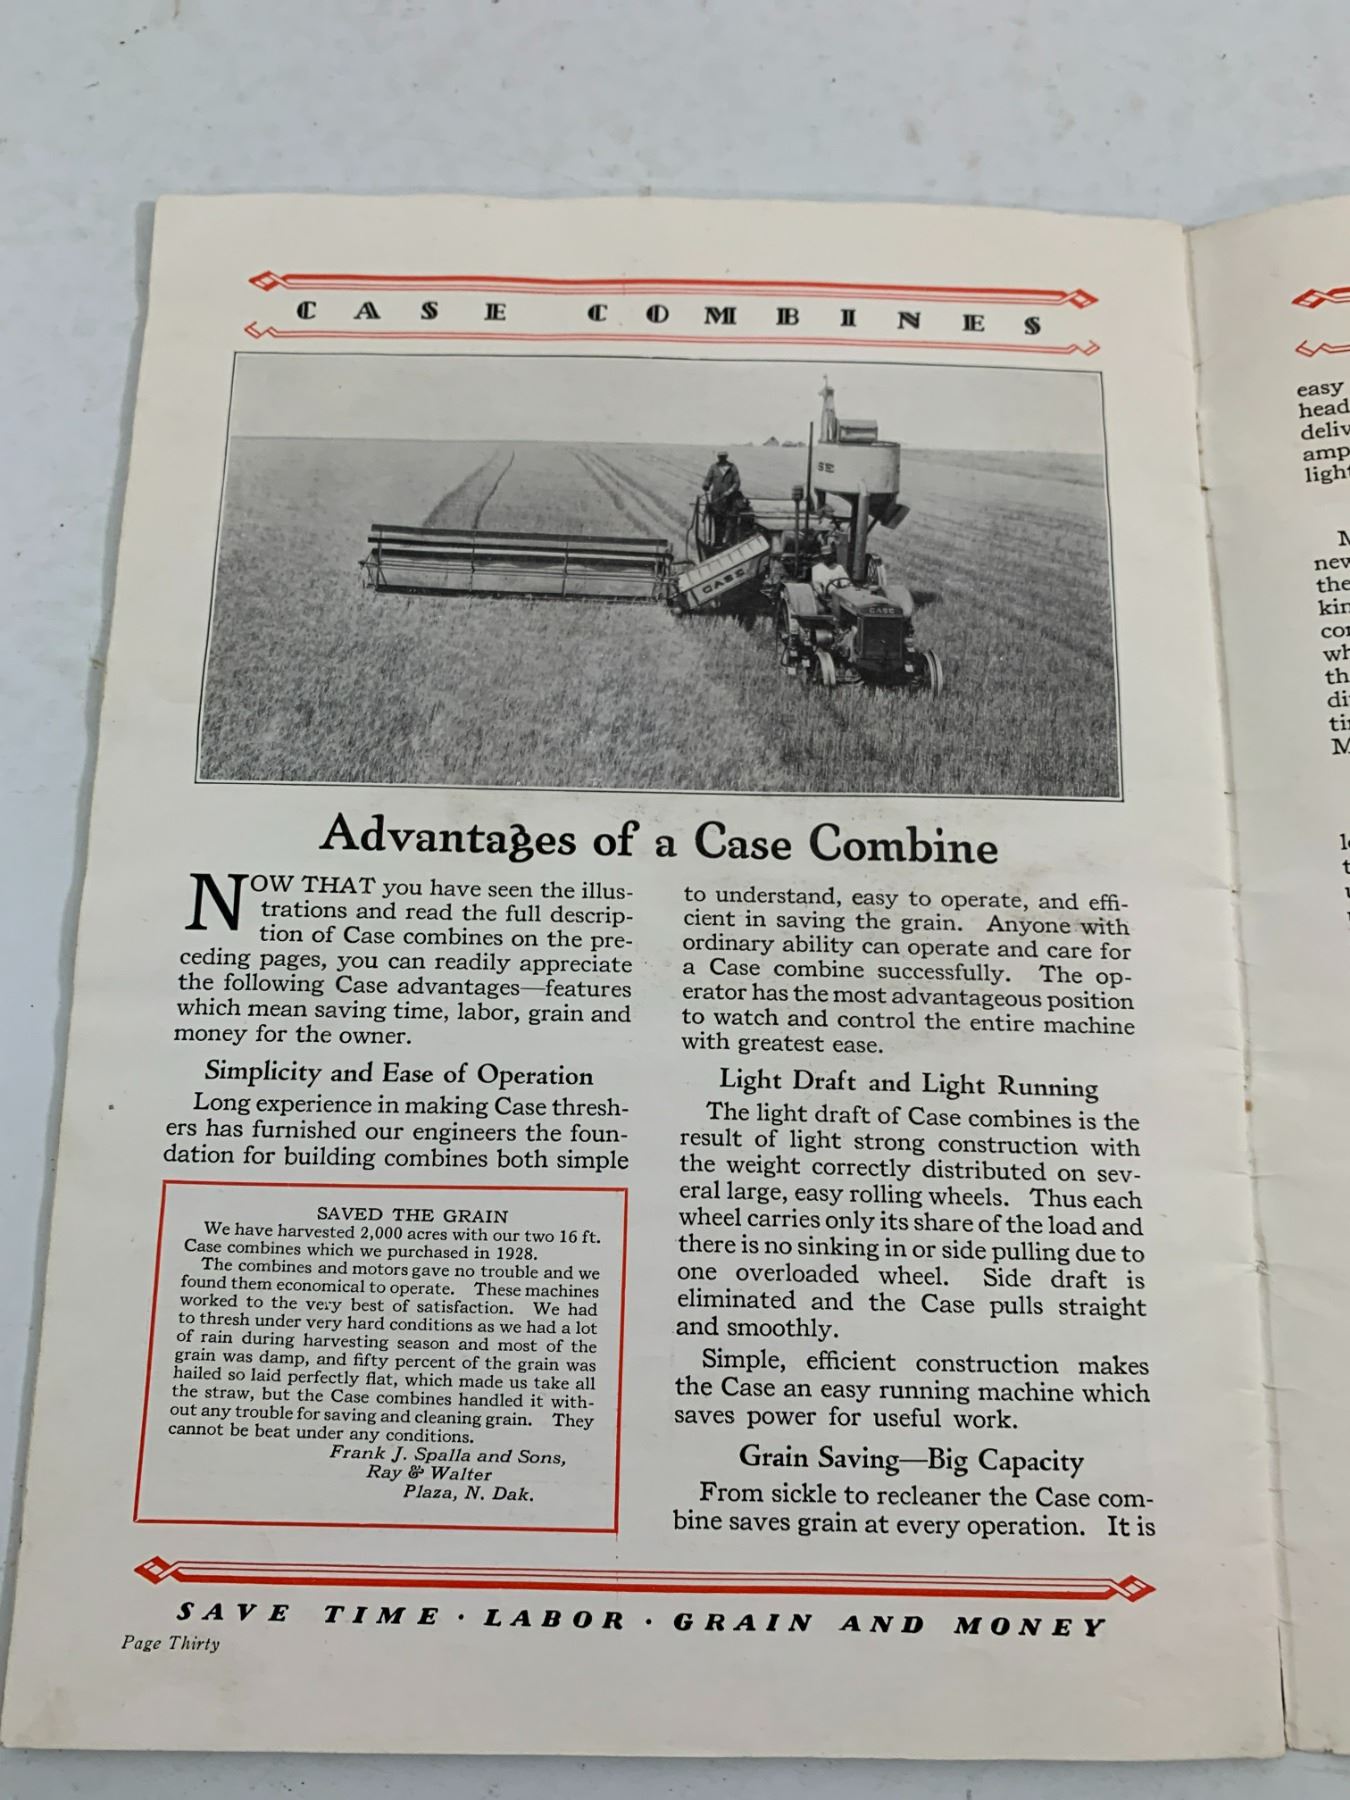 CASE COMBINES
SE
CASE
CASE
Advantages of a Case Combine
NOW THAT you have seen the illus-
trations and read the full descrip-
tion of Case combines on the pre-
ceding pages, you can readily appreciate
the following Case advantages—features
which mean saving time, labor, grain and
money for the owner.
Simplicity and Ease of Operation
Long experience in making Case thresh-
ers has furnished our engineers the foun-
dation for building combines both simple
SAVED THE GRAIN
We have harvested 2,000 acres with our two 16 ft.
Case combines which we purchased in 1928.
The combines and motors gave no trouble and we
found them economical to operate. These machines
worked to the very best of satisfaction. We had
to thresh under very hard conditions as we had a lot
of rain during harvesting season and most of the
grain was damp, and fifty percent of the grain was
hailed so laid perfectly flat, which made us take all
the straw, but the Case combines handled it with-
out any trouble for saving and cleaning grain. They
cannot be beat under any conditions.
Frank J. Spalla and Sons,
Ray & Walter
Plaza, N. Dak.
to understand, easy to operate, and effi-
cient in saving the grain. Anyone with
ordinary ability can operate and care for
a Case combine successfully. The op-
erator has the most advantageous position
to watch and control the entire machine
with greatest ease.
Light Draft and Light Running
The light draft of Case combines is the
result of light strong construction with
the weight correctly distributed on sev-
eral large, easy rolling wheels. Thus each
wheel carries only its share of the load and
there is no sinking in or side pulling due to
one overloaded wheel. Side draft is
eliminated and the Case pulls straight
and smoothly.
Simple, efficient construction makes
the Case an easy running machine which
saves power for useful work.
Grain Saving—Big Capacity
From sickle to recleaner the Case com-
bine saves grain at every operation. It is
SAVE TIME · LABOR · GRAIN AND MONEY
Page Thirty
easy
head